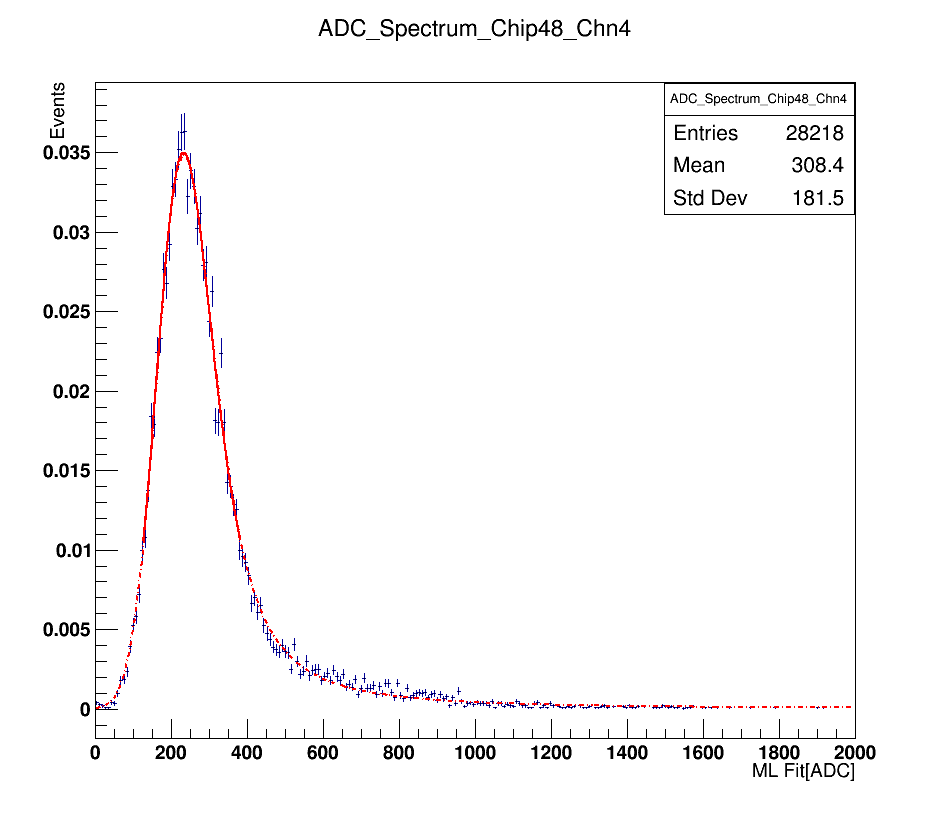 ADC_Spectrum_Chip48_Chn4
Events
ADC_Spectrum_Chip48_Chn4
Entries 28218
Mean 308.4
Std Dev 181.5
0.035
0.03
0.025
0.02
0.015
0.01
0.005
0
0 200 400 600 800 1000 1200 1400 1600 1800 2000
ML Fit[ADC]